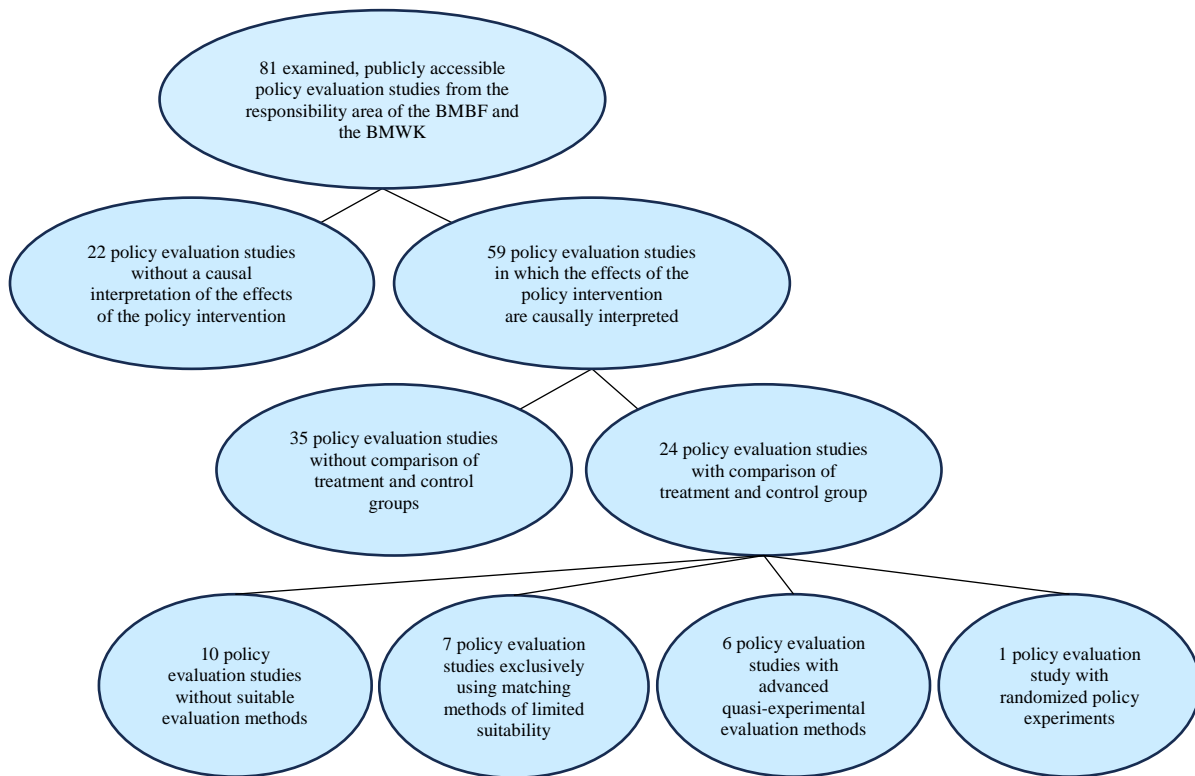 81 examined, publicly accessible
policy evaluation studies from the
responsibility area of the BMBF and
the BMWK
22 policy evaluation studies
without a causal
interpretation of the effects
of the policy intervention
59 policy evaluation studies
in which the effects of the
policy intervention
are causally interpreted
35 policy evaluation studies
without comparison of
treatment and control
groups
24 policy evaluation studies
with comparison of
treatment and control group
10 policy
evaluation studies
without suitable
evaluation methods
7 policy evaluation
studies exclusively
using matching
methods of limited
suitability
6 policy evaluation
studies with
advanced
quasi-experimental
evaluation methods
1 policy evaluation
study with
randomized policy
experiments